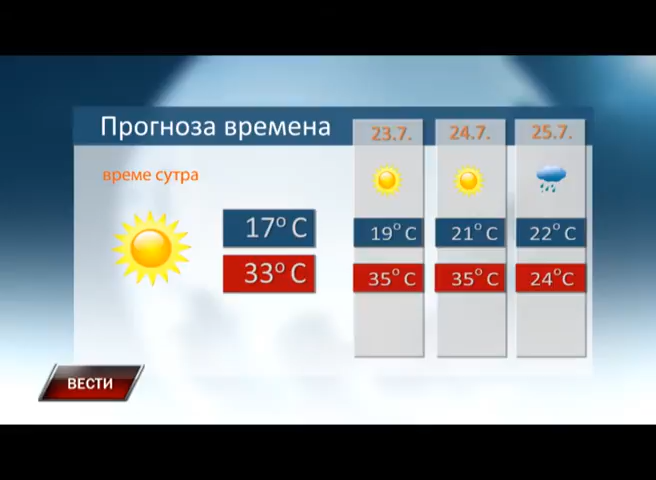 Прогноза времена
време сутра
17° C
33° C
23.7.
24.7.
25.7.
19° C
21° C
22° C
35° C
35° C
24°C
ВЕСТИ